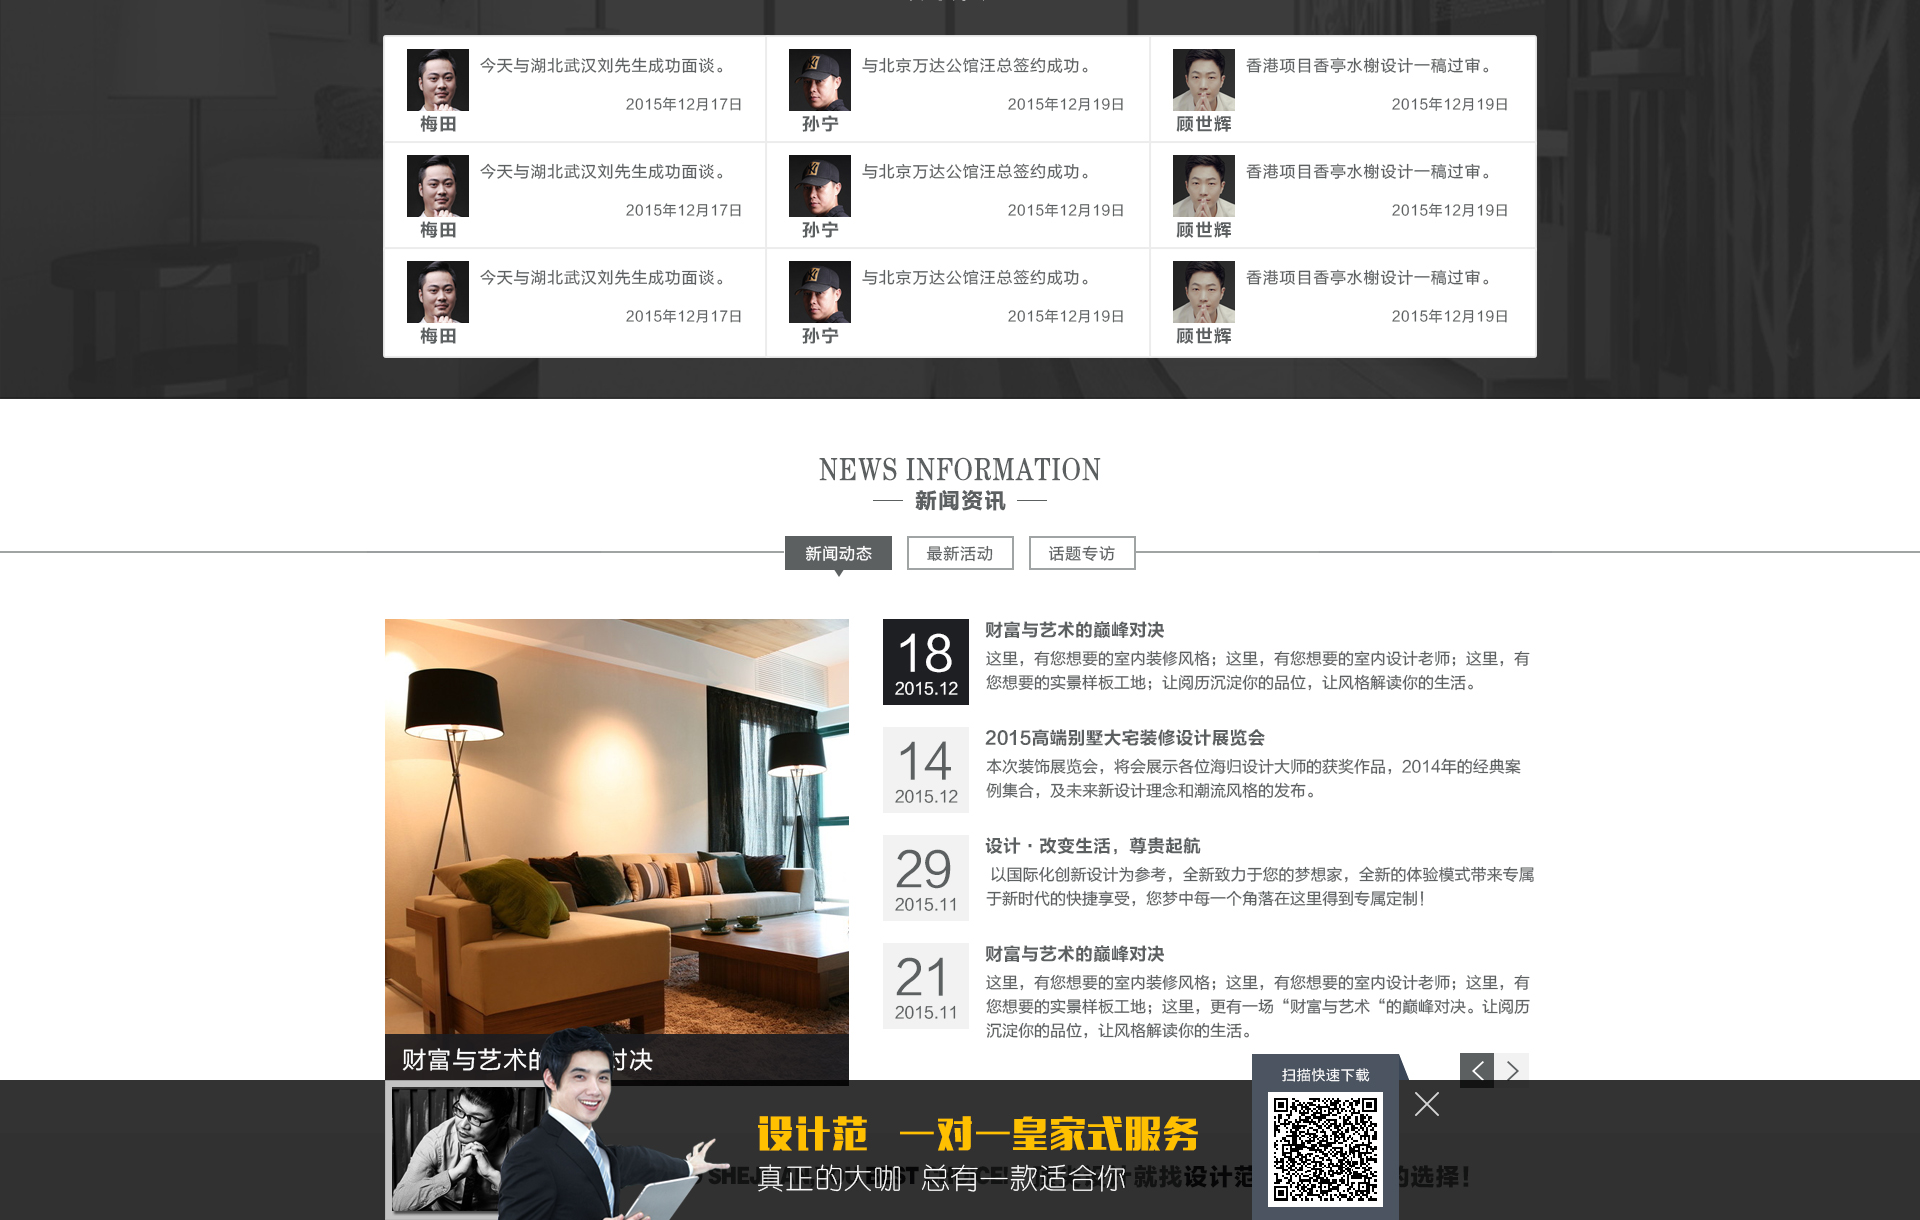 今天与湖北武汉刘先生成功面谈。
2015年12月17日
梅田
与北京万达公馆汪总签约成功。
2015年12月19日
孙宁
香港项目香亭水榭设计一稿过审。
2015年12月19日
顾世辉
今天与湖北武汉刘先生成功面谈。
2015年12月17日
梅田
与北京万达公馆汪总签约成功。
2015年12月19日
孙宁
香港项目香亭水榭设计一稿过审。
2015年12月19日
顾世辉
今天与湖北武汉刘先生成功面谈。
2015年12月17日
梅田
与北京万达公馆汪总签约成功。
2015年12月19日
孙宁
香港项目香亭水榭设计一稿过审。
2015年12月19日
顾世辉
NEWS INFORMATION
新闻资讯
新闻动态
最新活动
话题专访
18
2015.12
财富与艺术的巅峰对决
这里，有您想要的室内装修风格；这里，有您想要的室内设计老师；这里，有
您想要的实景样板工地；让阅历沉淀你的品位，让风格解读你的生活。
14
2015.12
2015高端别墅大宅装修设计展览会
本次装饰展览会，将会展示各位海归设计大师的获奖作品，2014年的经典案
例集合，及未来新设计理念和潮流风格的发布。
29
2015.11
设计·改变生活，尊贵起航
以国际化创新设计为参考，全新致力于您的梦想家，全新的体验模式带来专属
于新时代的快捷享受，您梦中每一个角落在这里得到专属定制！
21
2015.11
财富与艺术的巅峰对决
这里，有您想要的室内装修风格；这里，有您想要的室内设计老师；这里，有
您想要的实景样板工地；这里，更有一场“财富与艺术“的巅峰对决。让阅历
沉淀你的品位，让风格解读你的生活。
财富与艺术的 对决
扫描快速下载
设计范 一对一皇家式服务
真正的大咖 总有一款适合你
就找设计范 的选择！